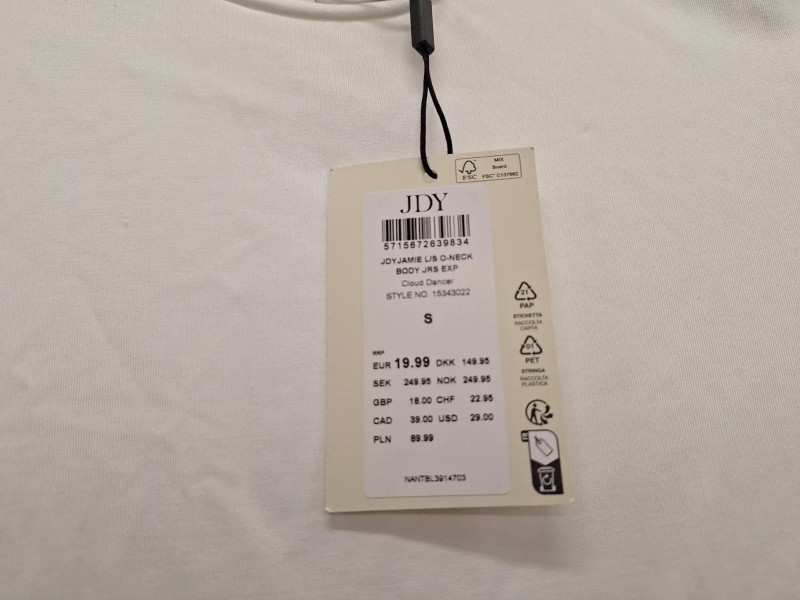 FSC
MIX
Board
FSC® C137982
JDY
5715672639834
JDYJAMIE L/S O-NECK
BODY JRS EXP
Cloud Dancer
STYLE NO. 15343022
S
RRP
EUR 19.99 DKK 149.95
SEK 249.95 NOK 249.95
GBP 18.00 CHF 22.95
CAD 39.00 USD 29.00
PLN 89.99
NANTBL3914703
21
PAP
ETICHETTA
RACCOLTA
CARTA
01
PET
STRINGA
RACCOLTA
PLASTICA